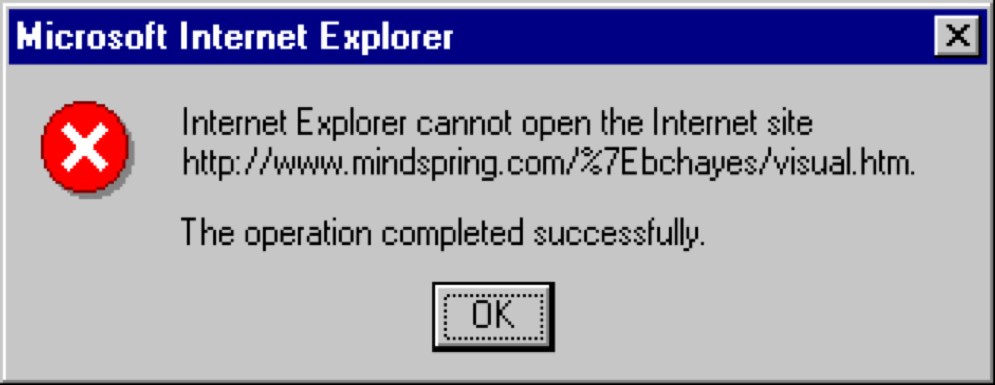 Microsoft Internet Explorer
Internet Explorer cannot open the Internet site
http://www.mindspring.com/%7Ebchayes/visual.htm.
The operation completed successfully.
OK